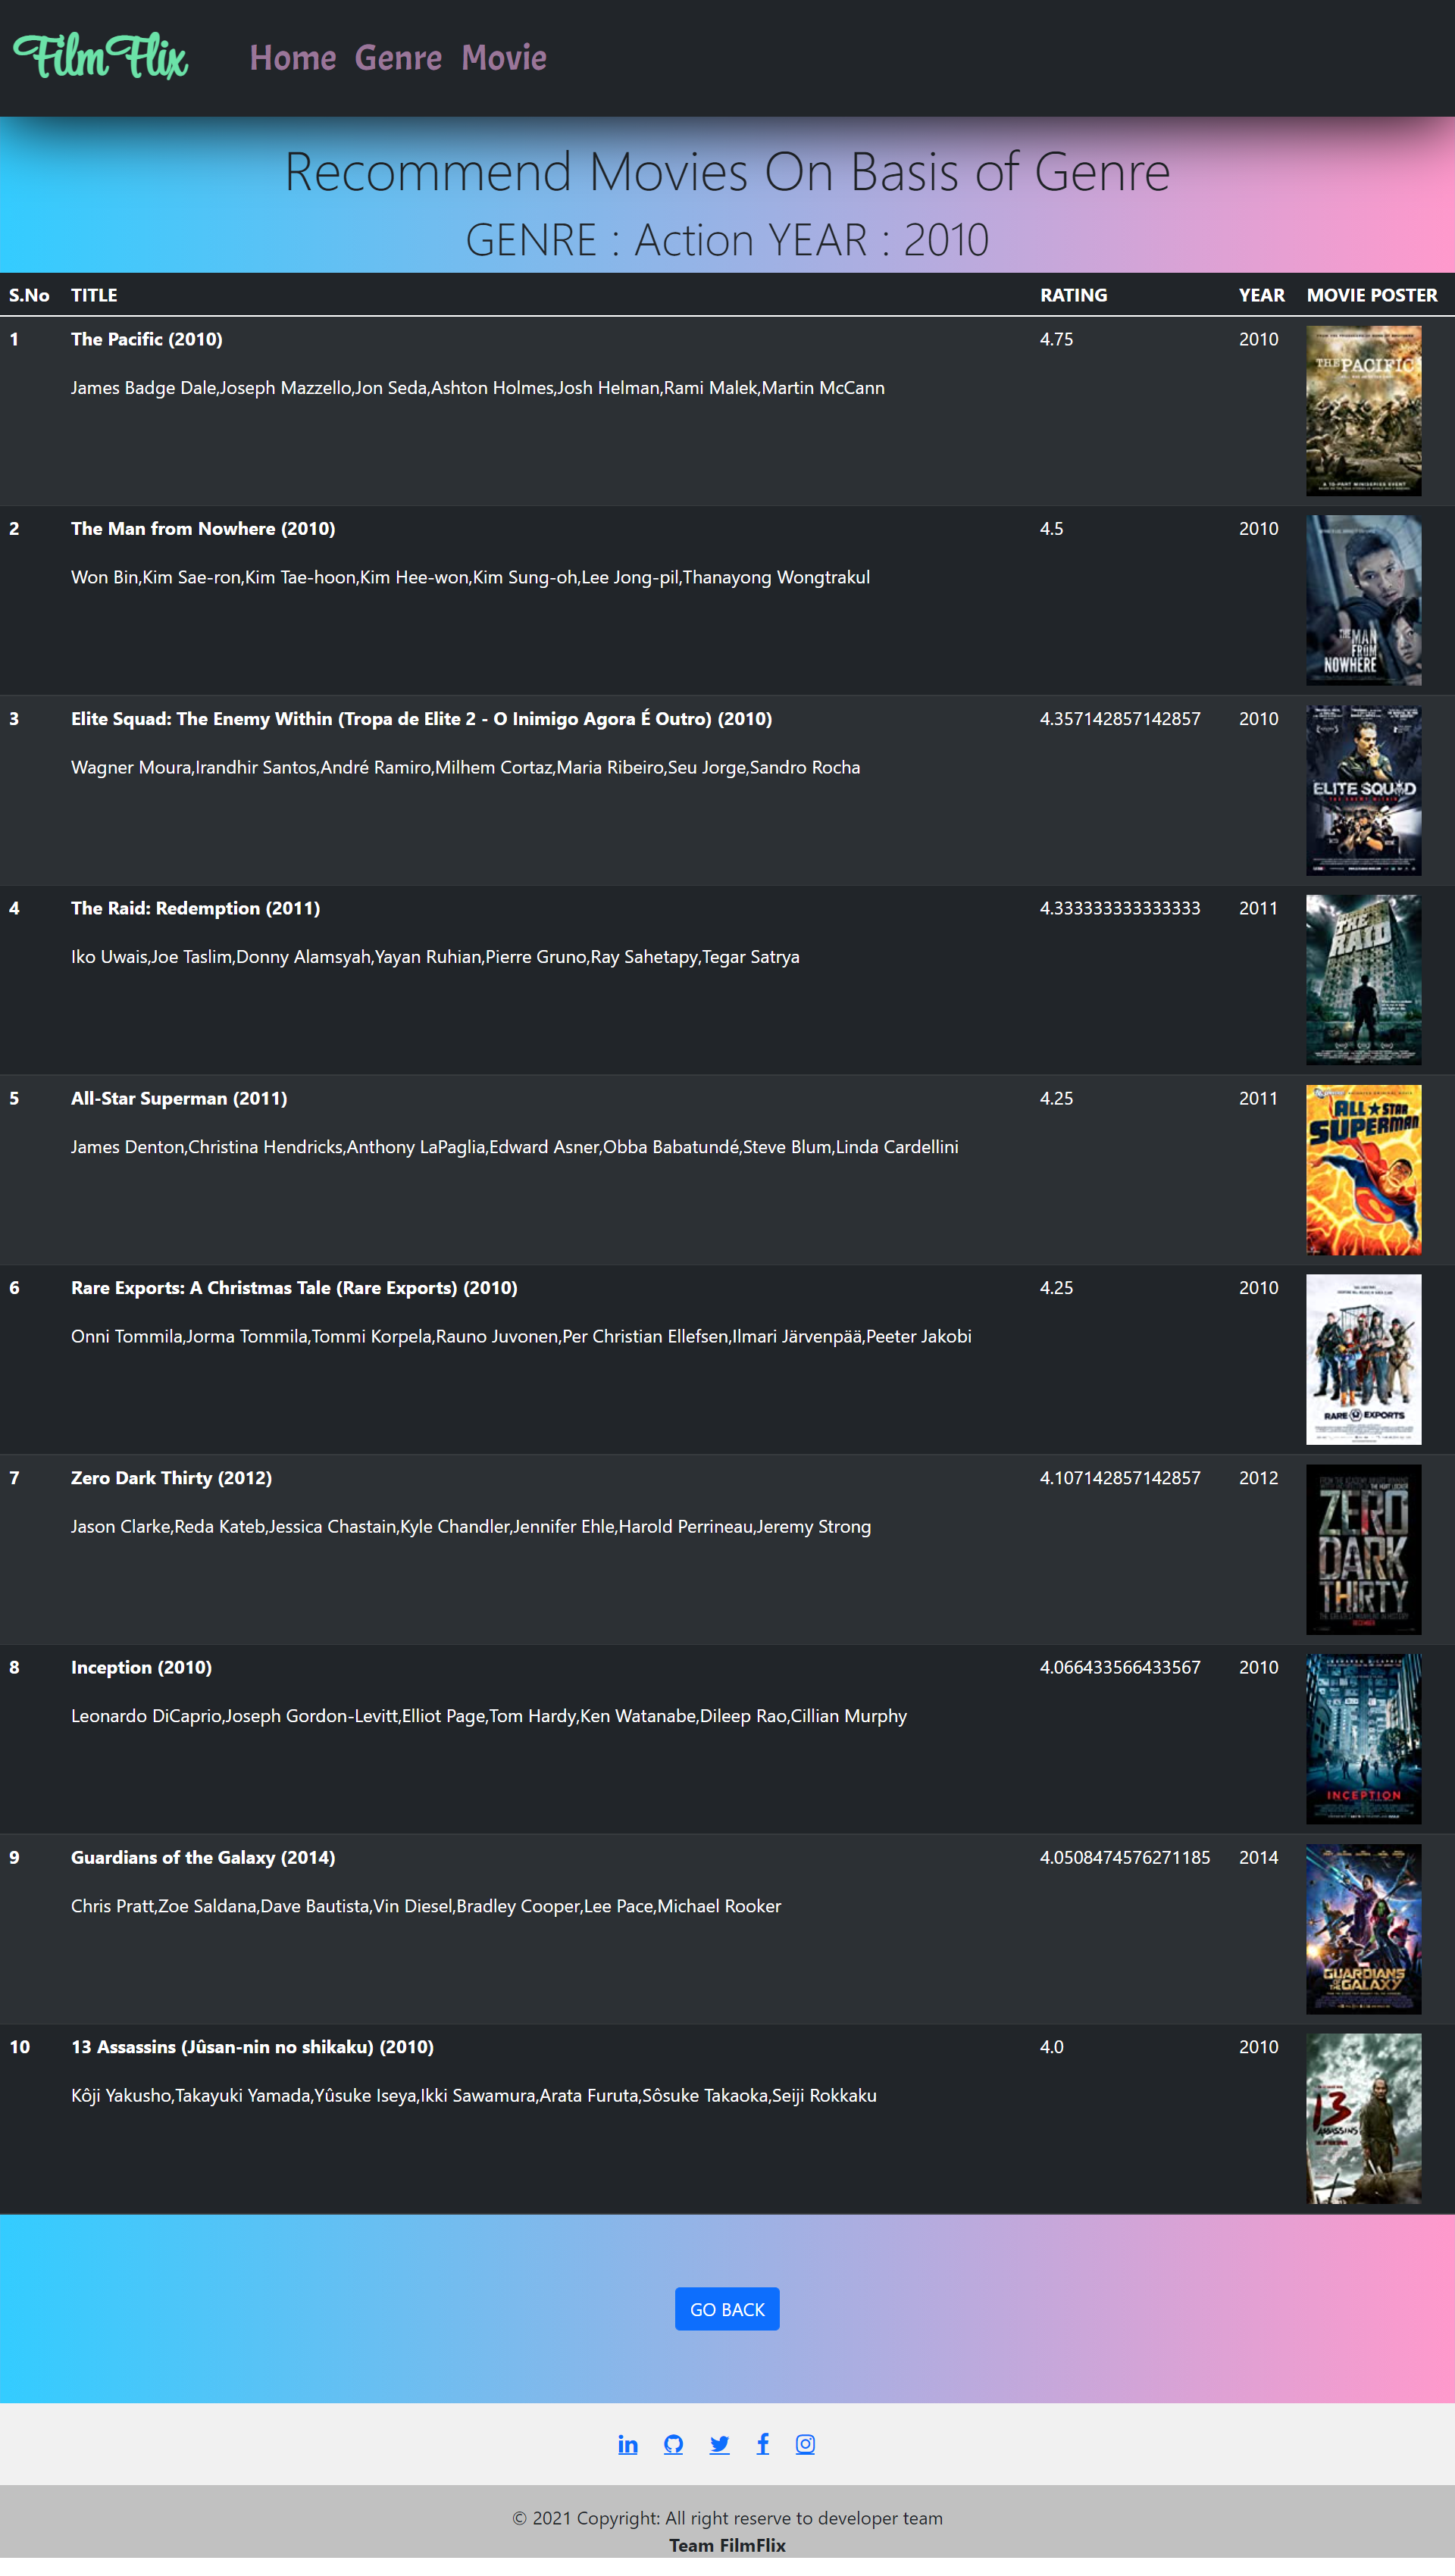 FilmFlix Home Genre Movie
Recommend Movies On Basis of Genre
GENRE : Action YEAR : 2010
S.No TITLE RATING YEAR MOVIE POSTER
1 The Pacific (2010) 4.75 2010
James Badge Dale,Joseph Mazzello,Jon Seda,Ashton Holmes,Josh Helman,Rami Malek,Martin McCann
THE PACIFIC
2 The Man from Nowhere (2010) 4.5 2010
Won Bin,Kim Sae-ron,Kim Tae-hoon,Kim Hee-won,Kim Sung-oh,Lee Jong-pil,Thanayong Wongtrakul
THE MAN
FROM
NOWHERE
3 Elite Squad: The Enemy Within (Tropa de Elite 2 - O Inimigo Agora É Outro) (2010) 4.357142857142857 2010
Wagner Moura,Irandhir Santos,André Ramiro,Milhem Cortaz,Maria Ribeiro,Seu Jorge,Sandro Rocha
ELITE SQUAD
THE ENEMY WITHIN
4 The Raid: Redemption (2011) 4.333333333333333 2011
Iko Uwais,Joe Taslim,Donny Alamsyah,Yayan Ruhian,Pierre Gruno,Ray Sahetapy,Tegar Satrya
THE
RAID
5 All-Star Superman (2011) 4.25 2011
James Denton,Christina Hendricks,Anthony LaPaglia,Edward Asner,Obba Babatundé,Steve Blum,Linda Cardellini
ALL★STAR
SUPERMAN
6 Rare Exports: A Christmas Tale (Rare Exports) (2010) 4.25 2010
Onni Tommila,Jorma Tommila,Tommi Korpela,Rauno Juvonen,Per Christian Ellefsen,Ilmari Järvenpää,Peeter Jakobi
RARE EXPORTS
7 Zero Dark Thirty (2012) 4.107142857142857 2012
Jason Clarke,Reda Kateb,Jessica Chastain,Kyle Chandler,Jennifer Ehle,Harold Perrineau,Jeremy Strong
ZERO
DARK
THIRTY
8 Inception (2010) 4.066433566433567 2010
Leonardo DiCaprio,Joseph Gordon-Levitt,Elliot Page,Tom Hardy,Ken Watanabe,Dileep Rao,Cillian Murphy
INCEPTION
9 Guardians of the Galaxy (2014) 4.0508474576271185 2014
Chris Pratt,Zoe Saldana,Dave Bautista,Vin Diesel,Bradley Cooper,Lee Pace,Michael Rooker
GUARDIANS
OF THE GALAXY
10 13 Assassins (Jûsan-nin no shikaku) (2010) 4.0 2010
Kôji Yakusho,Takayuki Yamada,Yûsuke Iseya,Ikki Sawamura,Arata Furuta,Sôsuke Takaoka,Seiji Rokkaku
13
ASSASSINS
GO BACK
© 2021 Copyright: All right reserve to developer team
Team FilmFlix